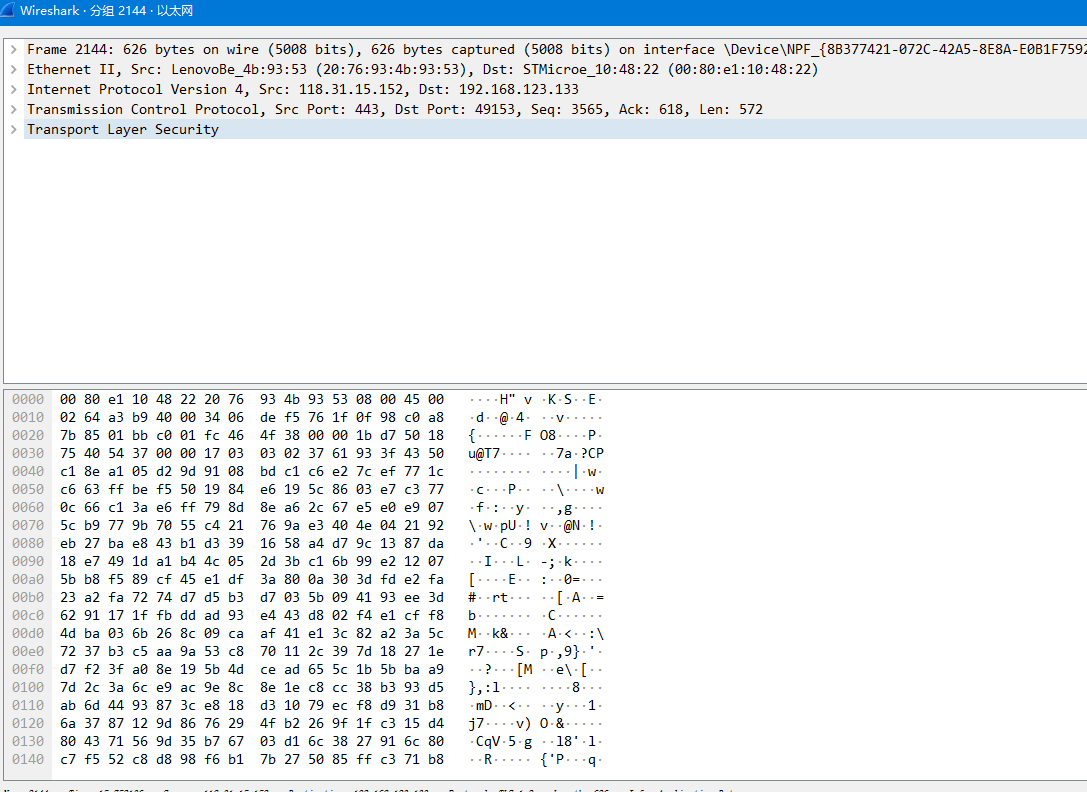 Wireshark · 分组 2144 · 以太网
Frame 2144: 626 bytes on wire (5008 bits), 626 bytes captured (5008 bits) on interface \Device\NPF_{8B377421-072C-42A5-8E8A-E0B1F7592
Ethernet II, Src: LenovoBe_4b:93:53 (20:76:93:4b:93:53), Dst: STMicroe_10:48:22 (00:80:e1:10:48:22)
Internet Protocol Version 4, Src: 118.31.15.152, Dst: 192.168.123.133
Transmission Control Protocol, Src Port: 443, Dst Port: 49153, Seq: 3565, Ack: 618, Len: 572
Transport Layer Security
0000 00 80 e1 10 48 22 20 76 93 4b 93 53 08 00 45 00 ····H" v ·K·S··E·
0010 02 64 a3 b9 40 00 34 06 de f5 76 1f 0f 98 c0 a8 ·d··@·4· ··v·····
0020 7b 85 01 bb c0 01 fc 46 4f 38 00 00 1b d7 50 18 {······F O8····P·
0030 75 40 54 37 00 00 17 03 03 02 37 61 93 3f 43 50 u@T7···· ··7a·?CP
0040 c1 8e a1 05 d2 9d 91 08 bd c1 c6 e2 7c ef 77 1c ········ ····|·w·
0050 c6 63 ff be f5 50 19 84 e6 19 5c 86 03 e7 c3 77 ·c···P·· ··\····w
0060 0c 66 c1 3a e6 ff 79 8d 8e a6 2c 67 e5 e0 e9 07 ·f·:··y· ··,g····
0070 5c b9 77 9b 70 55 c4 21 76 9a e3 40 4e 04 21 92 \·w·pU·! v··@N·!·
0080 eb 27 ba e8 43 b1 d3 39 16 58 a4 d7 9c 13 87 da ·'··C··9 ·X······
0090 18 e7 49 1d a1 b4 4c 05 2d 3b c1 6b 99 e2 12 07 ··I···L· -;·k····
00a0 5b b8 f5 89 cf 45 e1 df 3a 80 0a 30 3d fd e2 fa [····E·· :··0=···
00b0 23 a2 fa 72 74 d7 d5 b3 d7 03 5b 09 41 93 ee 3d #··rt··· ··[·A··=
00c0 62 91 17 1f fb dd ad 93 e4 43 d8 02 f4 e1 cf f8 b······· ·C······
00d0 4d ba 03 6b 26 8c 09 ca af 41 e1 3c 82 a2 3a 5c M··k&··· ·A·<··:\
00e0 72 37 b3 c5 aa 9a 53 c8 70 11 2c 39 7d 18 27 1e r7····S· p·,9}·'·
00f0 d7 f2 3f a0 8e 19 5b 4d ce ad 65 5c 1b 5b ba a9 ··?···[M ··e\·[··
0100 7d 2c 3a 6c e9 ac 9e 8c 8e 1e c8 cc 38 b3 93 d5 },:l···· ····8···
0110 ab 6d 44 93 87 3c e8 18 d3 10 79 ec f8 d9 31 b8 ·mD··<·· ··y···1·
0120 6a 37 87 12 9d 86 76 29 4f b2 26 9f 1f c3 15 d4 j7····v) O·&·····
0130 80 43 71 56 9d 35 b7 67 03 d1 6c 38 27 91 6c 80 ·CqV·5·g ··l8'·l·
0140 c7 f5 52 c8 d8 98 f6 b1 7b 27 50 85 ff c3 71 b8 ··R····· {'P···q·